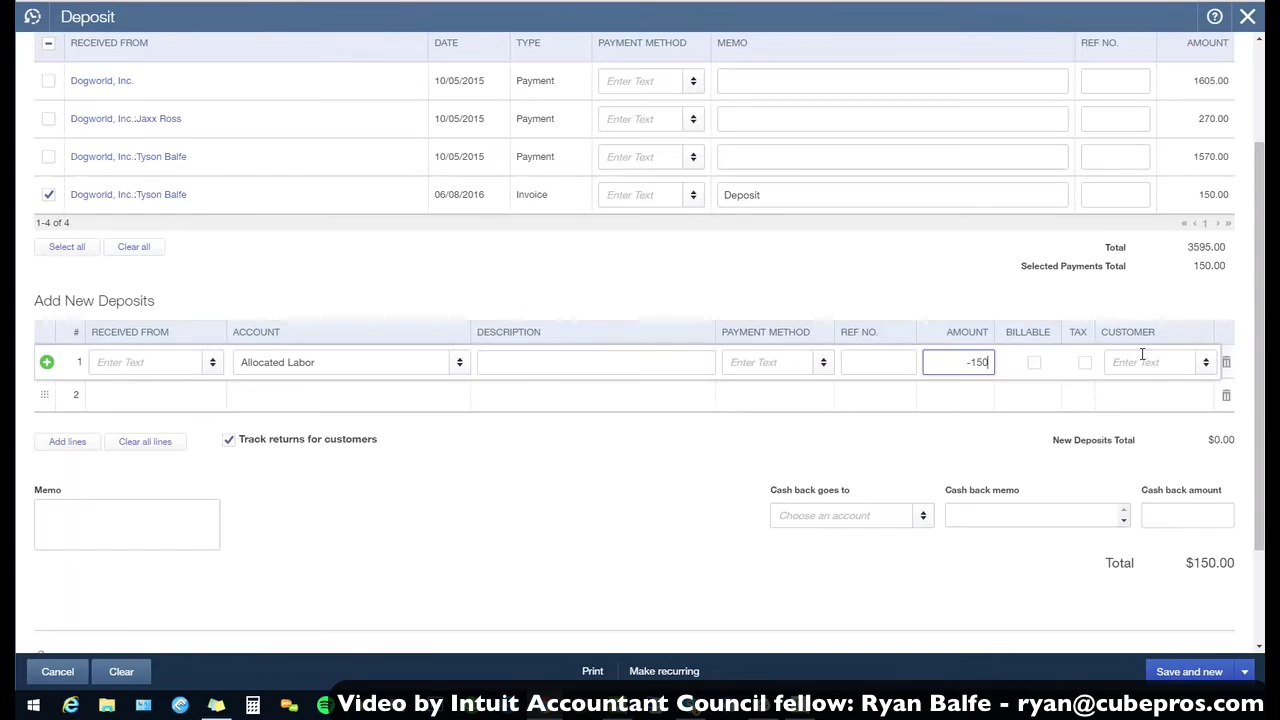 Deposit
RECEIVED FROM DATE TYPE PAYMENT METHOD MEMO REF NO. AMOUNT
Dogworld, Inc. 10/05/2015 Payment Enter Text 1605.00
Dogworld, Inc.:Jaxx Ross 10/05/2015 Payment Enter Text 270.00
Dogworld, Inc.:Tyson Balfe 10/05/2015 Payment Enter Text 1570.00
Dogworld, Inc.:Tyson Balfe 06/08/2016 Invoice Enter Text Deposit 150.00
1-4 of 4 « ‹ 1 › »
Select all Clear all Total 3595.00
Selected Payments Total 150.00
Add New Deposits
# RECEIVED FROM ACCOUNT DESCRIPTION PAYMENT METHOD REF NO. AMOUNT BILLABLE TAX CUSTOMER
1 Enter Text Allocated Labor Enter Text -150 Enter Text
2
Add lines Clear all lines Track returns for customers New Deposits Total $0.00
Memo Cash back goes to Cash back memo Cash back amount
Choose an account
Total $150.00
Cancel Clear Print Make recurring Save and new
Video by Intuit Accountant Council fellow: Ryan Balfe - ryan@cubepros.com